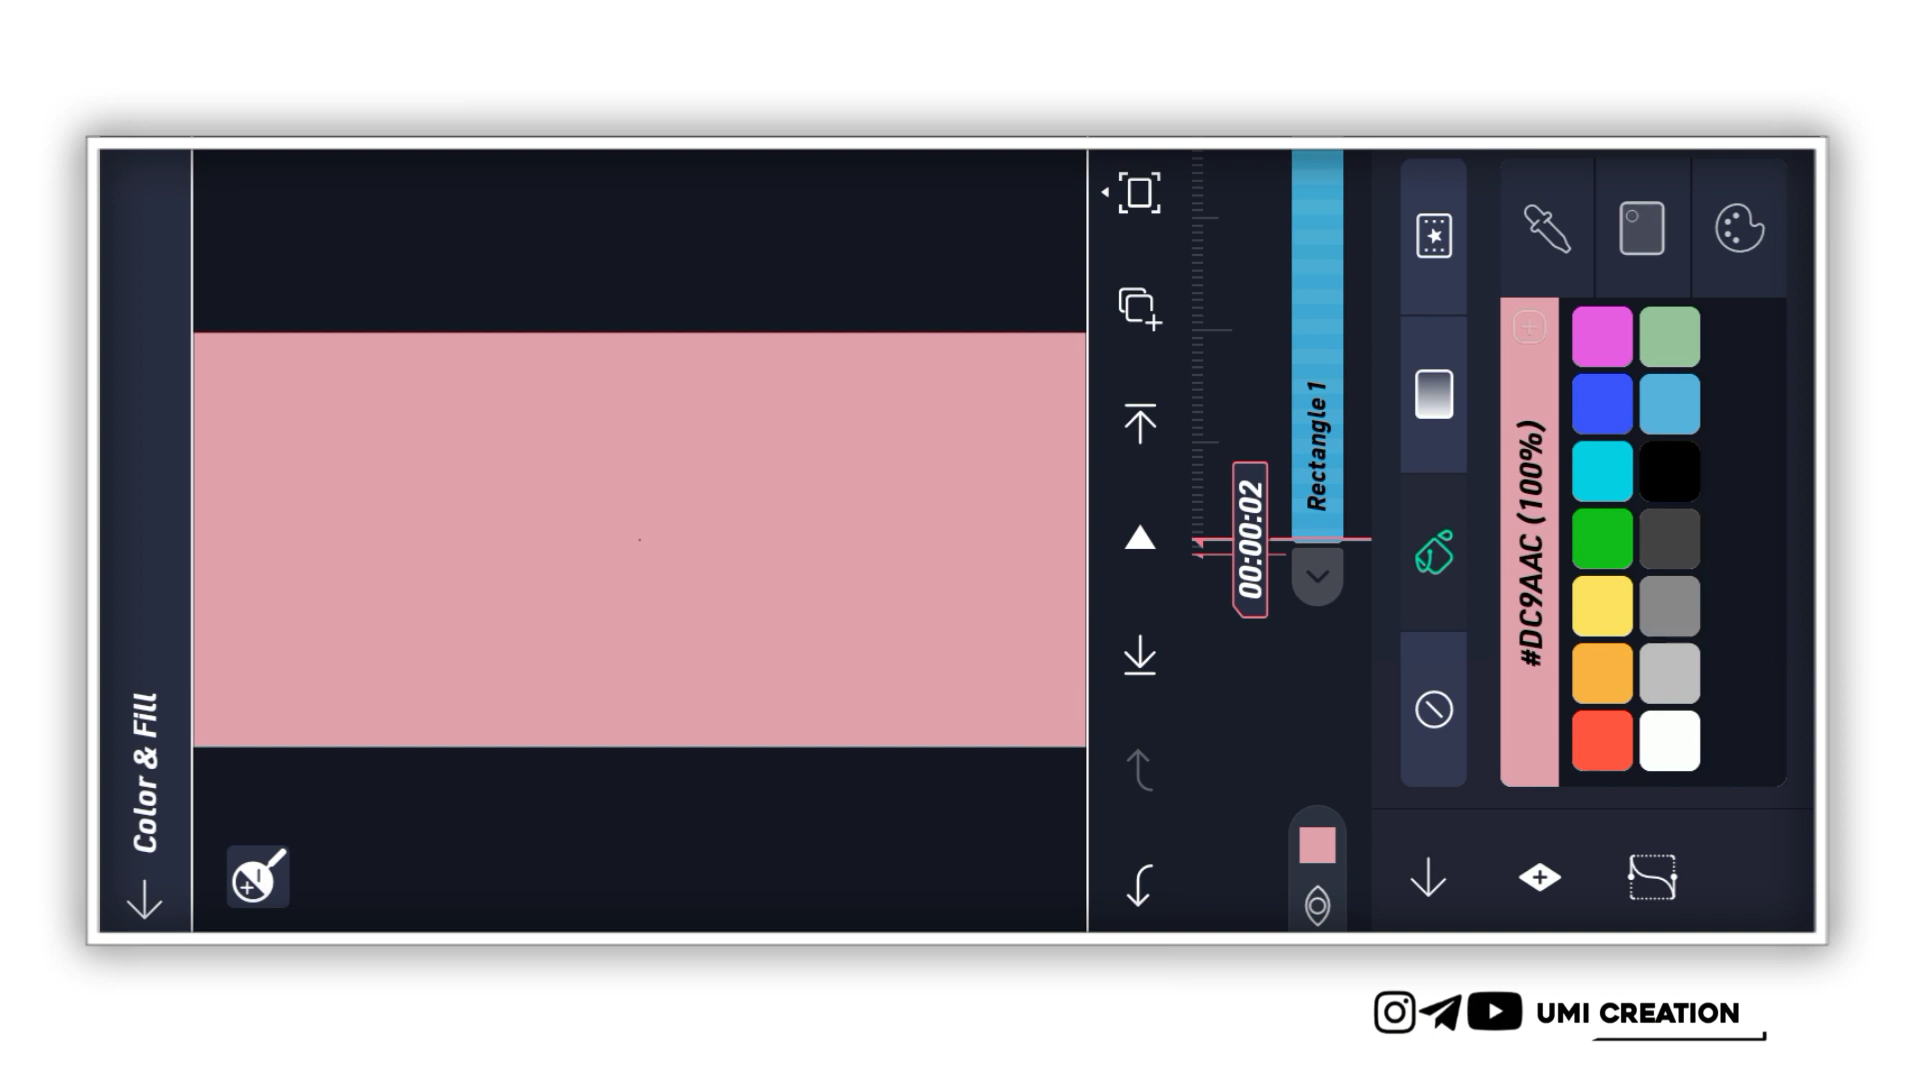 Color & Fill
00:00:02
Rectangle 1
#DC9AAC (100%)
UMI CREATION